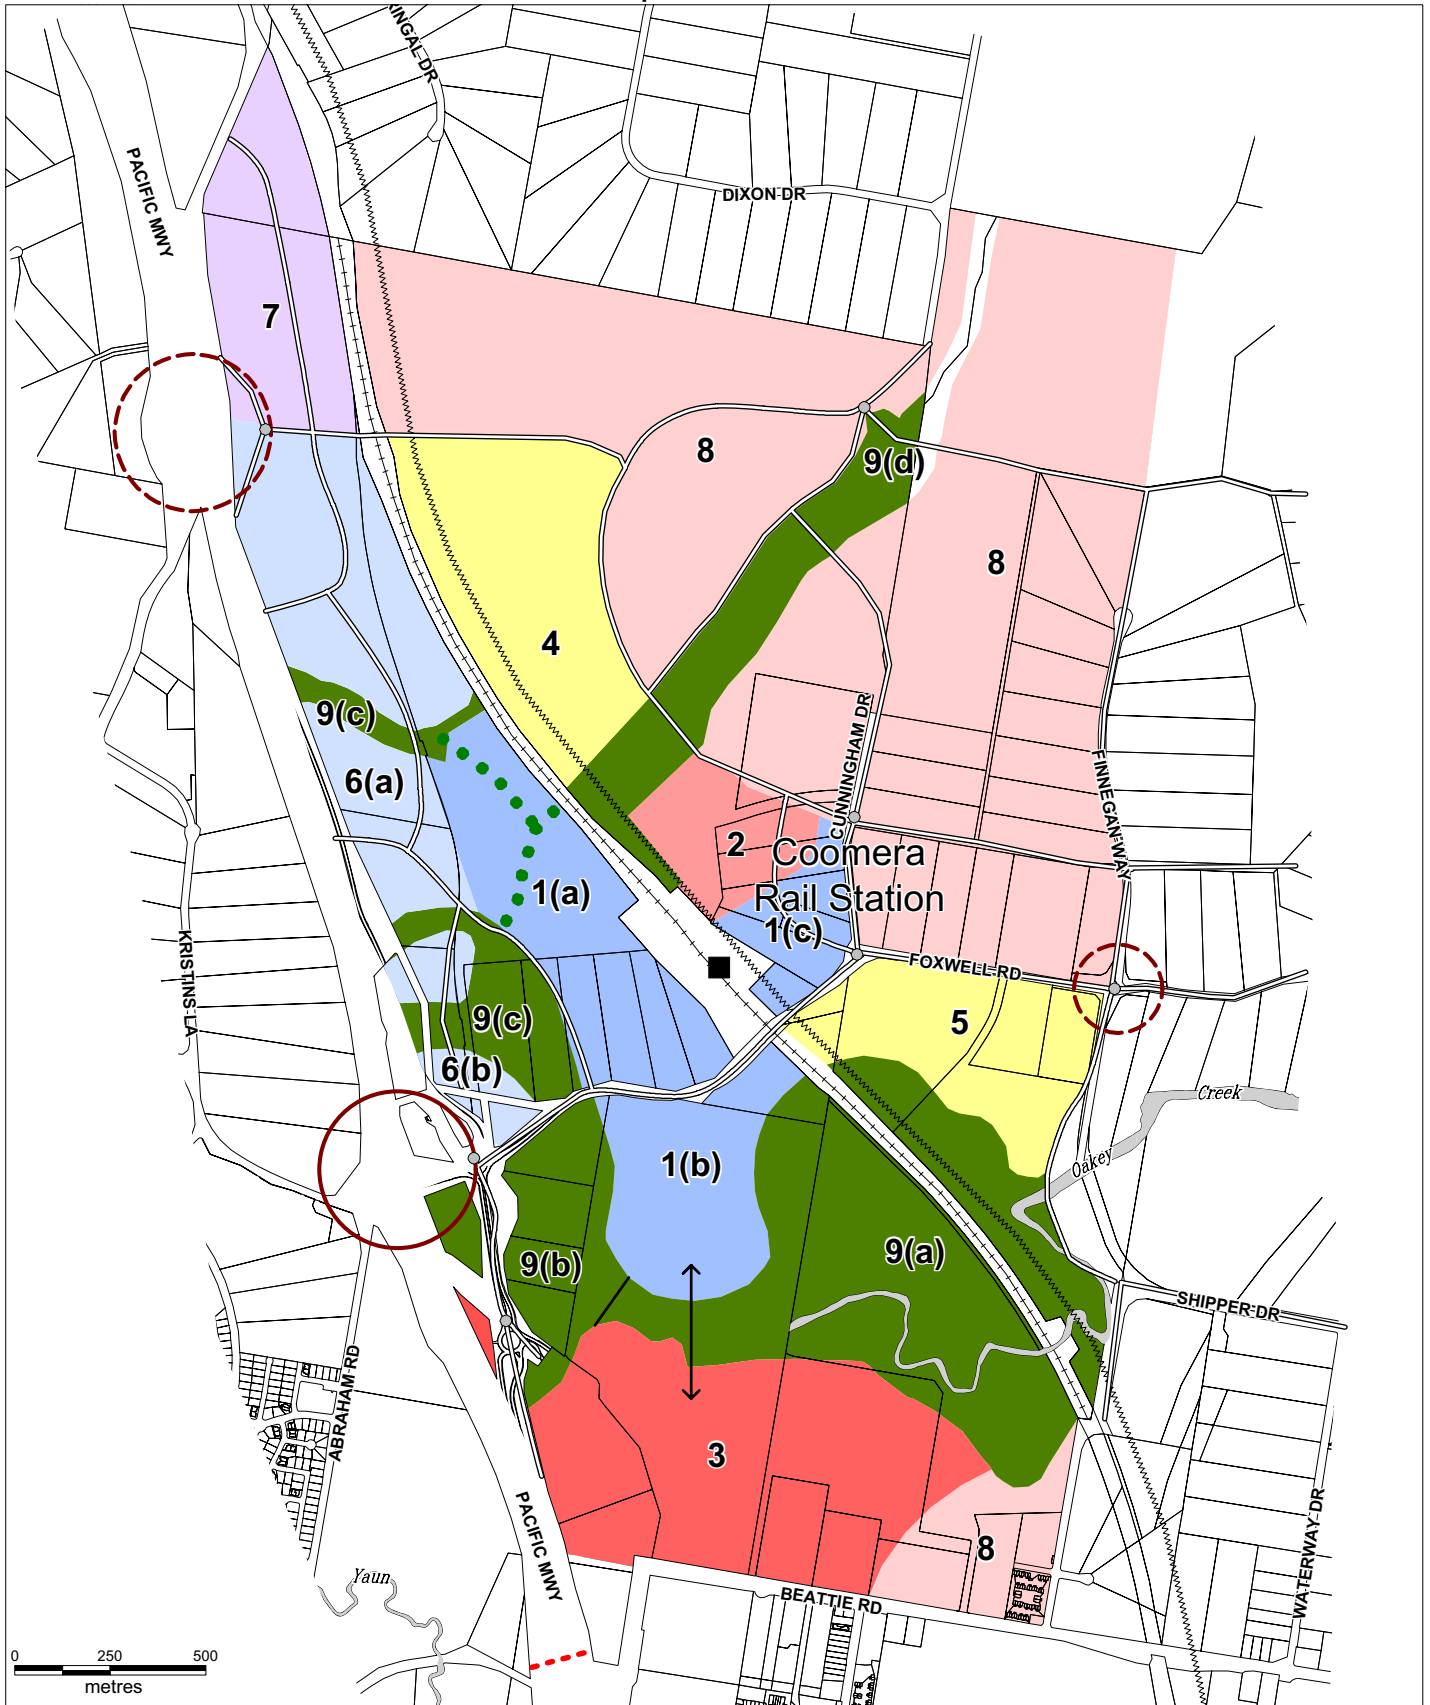 RINGAL DR
PACIFIC MWY
DIXON DR
7
8
9(d)
8
4
9(c)
6(a)
CUNNINGHAM DR
FINNEGAN WAY
2
Coomera
Rail Station
1(a)
1(c)
KRISTINS LA
FOXWELL RD
9(c)
5
6(b)
Creek
Oakey
1(b)
9(b)
9(a)
SHIPPER DR
ABRAHAM RD
3
PACIFIC MWY
8
WATERWAY DR
Yaun
BEATTIE RD
0 250 500
metres